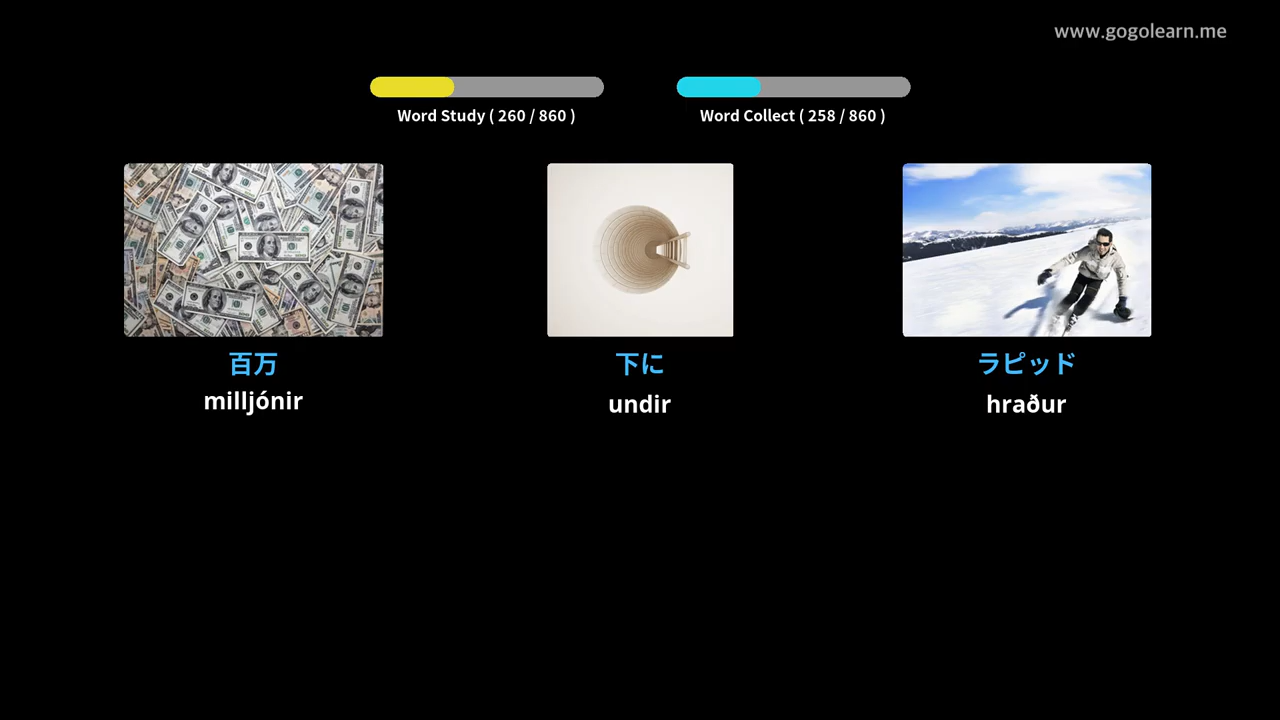 www.gogolearn.me
Word Study ( 260 / 860 )
Word Collect ( 258 / 860 )
百万
下に
ラピッド
milljónir
undir
hraður